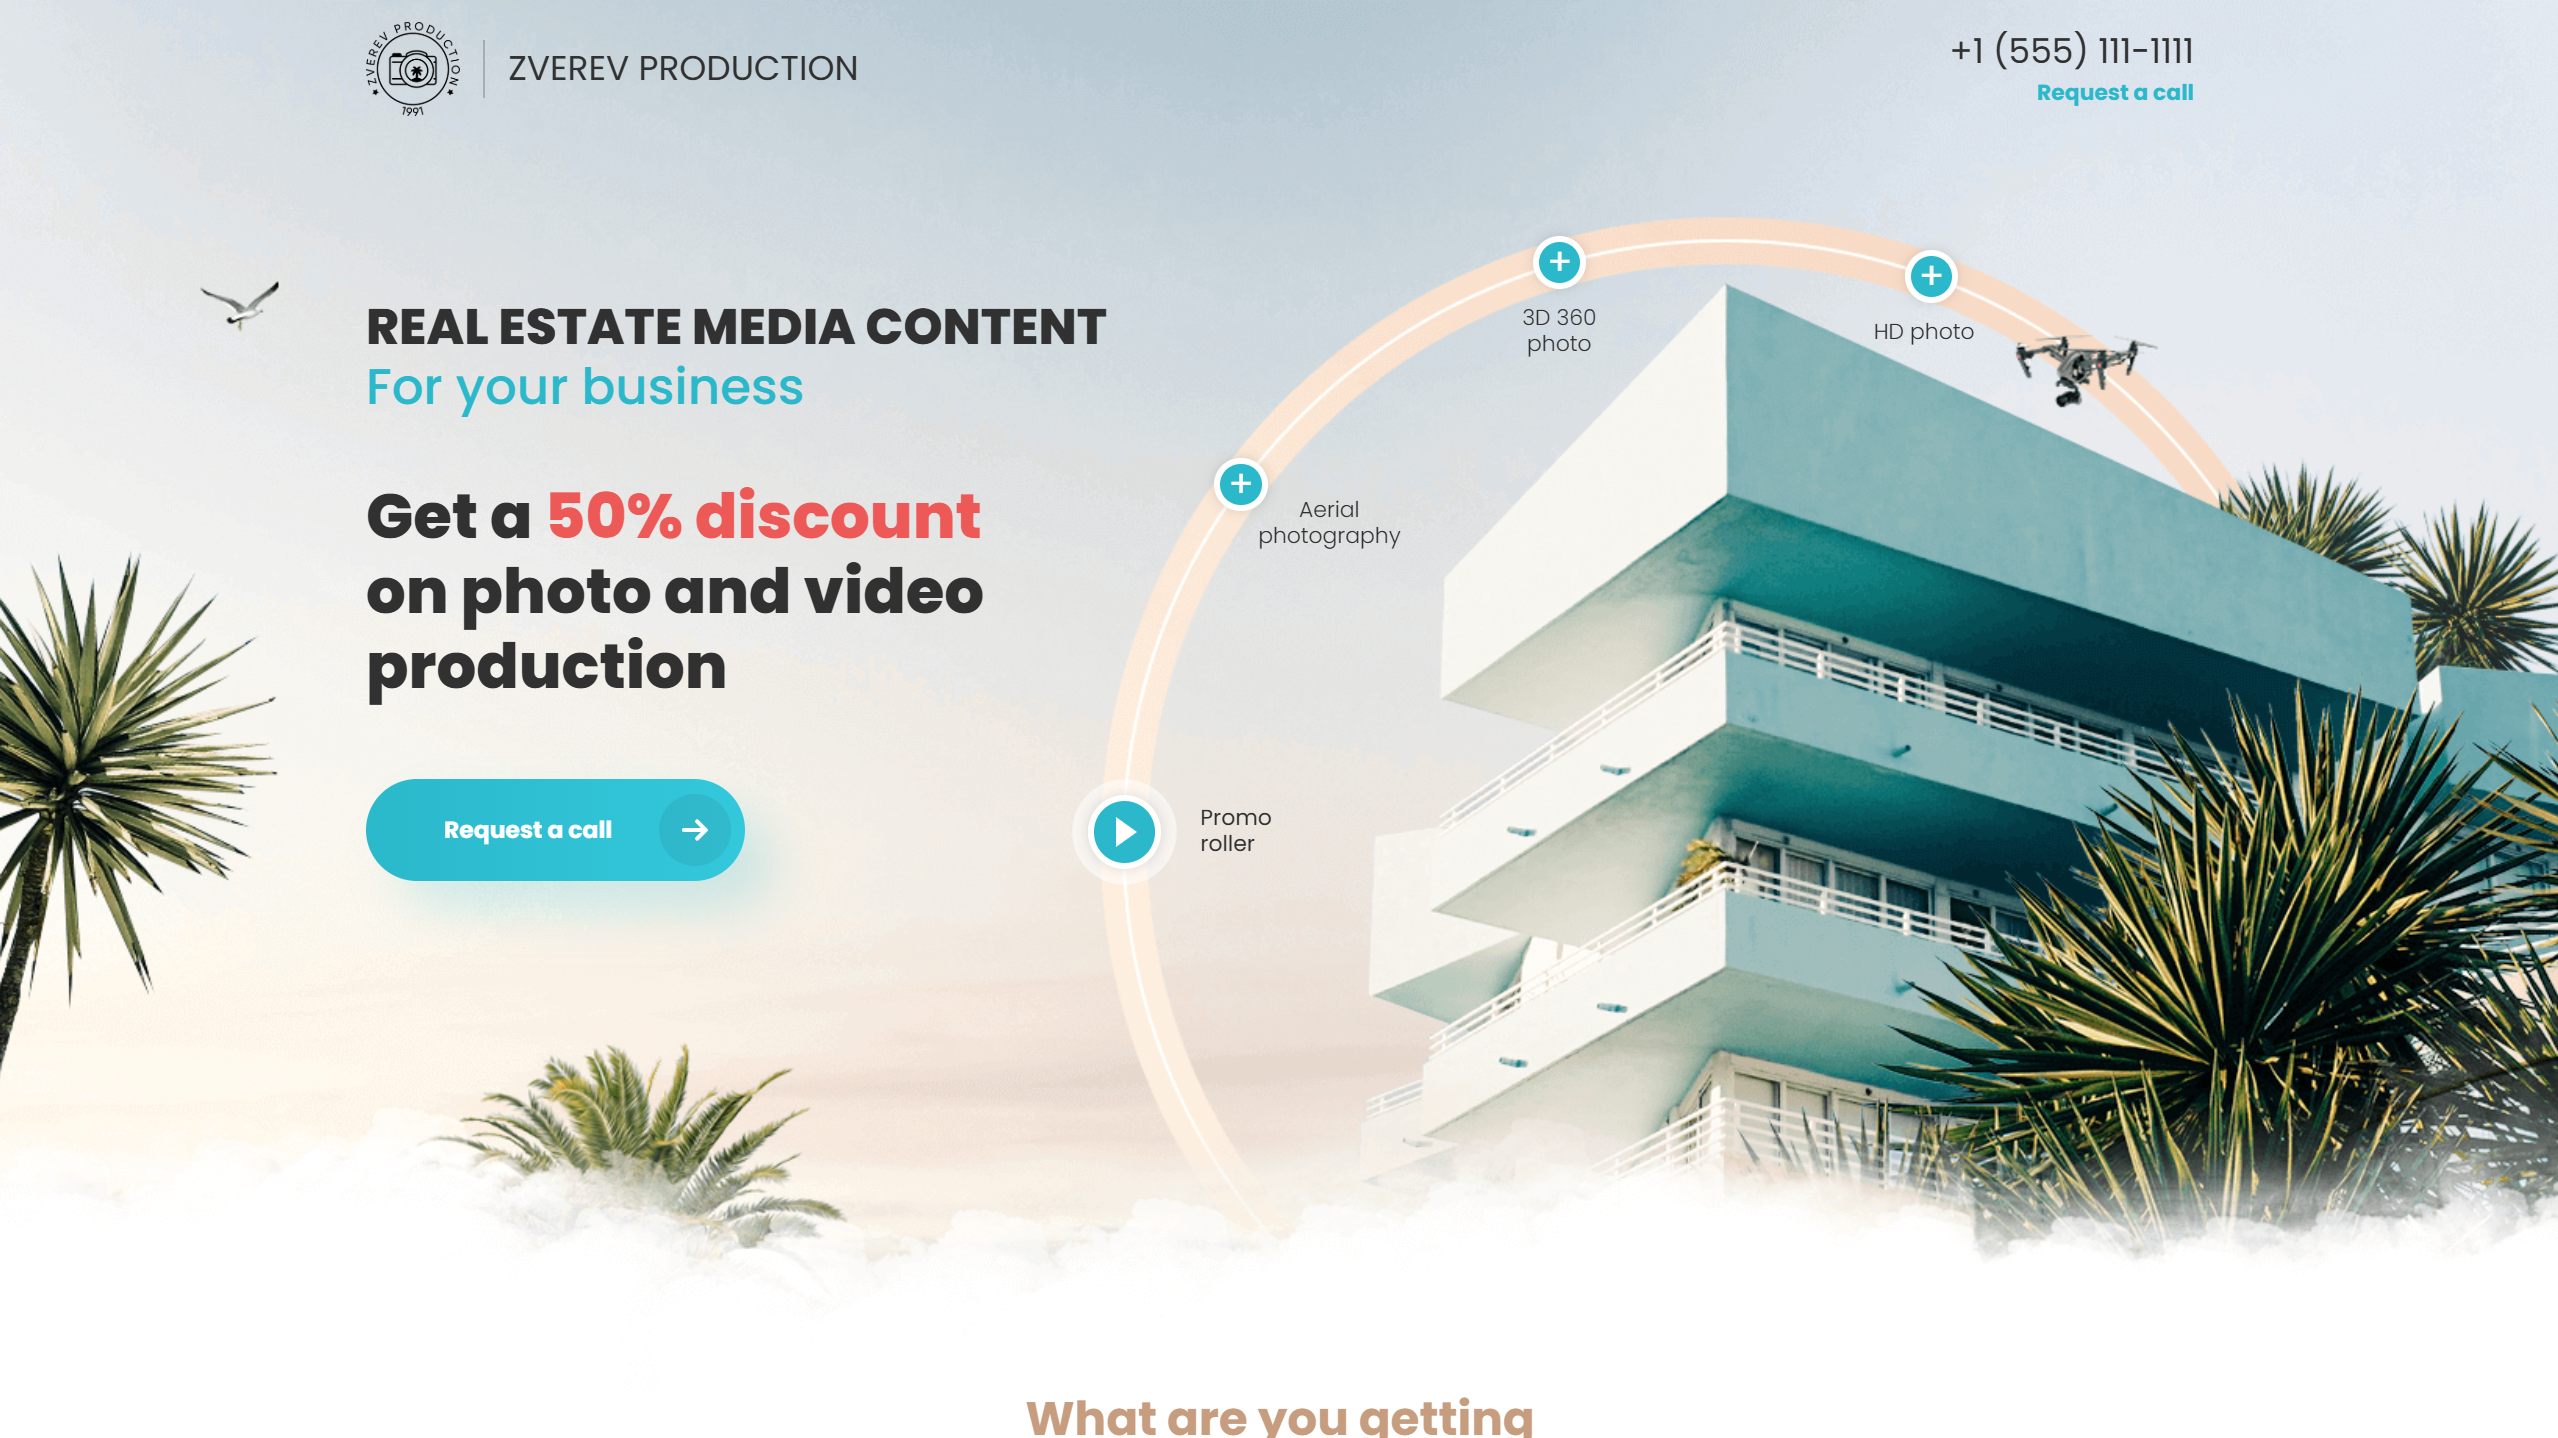 ZVEREV PRODUCTION
1991
ZVEREV PRODUCTION
+1 (555) 111-1111
Request a call
REAL ESTATE MEDIA CONTENT
For your business
Get a 50% discount
on photo and video
production
Request a call
3D 360
photo
HD photo
Aerial
photography
Promo
roller
What are you getting